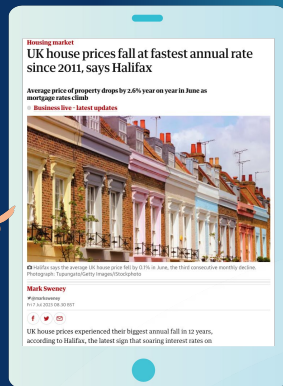 Housing market
UK house prices fall at fastest annual rate
since 2011, says Halifax
Average price of property drops by 2.6% year on year in June as
mortgage rates climb
Business live – latest updates
Halifax says the average UK house price fell by 0.1% in June, the third consecutive monthly decline.
Photograph: Tupungato/Getty Images/iStockphoto
Mark Sweney
@marksweney
Fri 7 Jul 2023 08.30 BST
UK house prices experienced their biggest annual fall in 12 years,
according to Halifax, the latest sign that soaring interest rates on